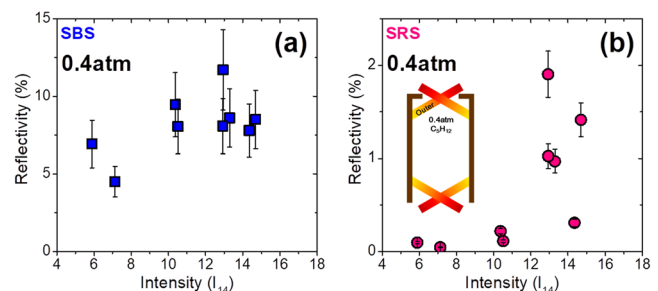 SBS
(a)
0.4atm
Reflectivity (%)
15
10
5
0
4 6 8 10 12 14 16 18
Intensity (I14)
SRS
(b)
0.4atm
Outer
0.4atm
C5H12
Reflectivity (%)
2
1
0
4 6 8 10 12 14 16 18
Intensity (I14)